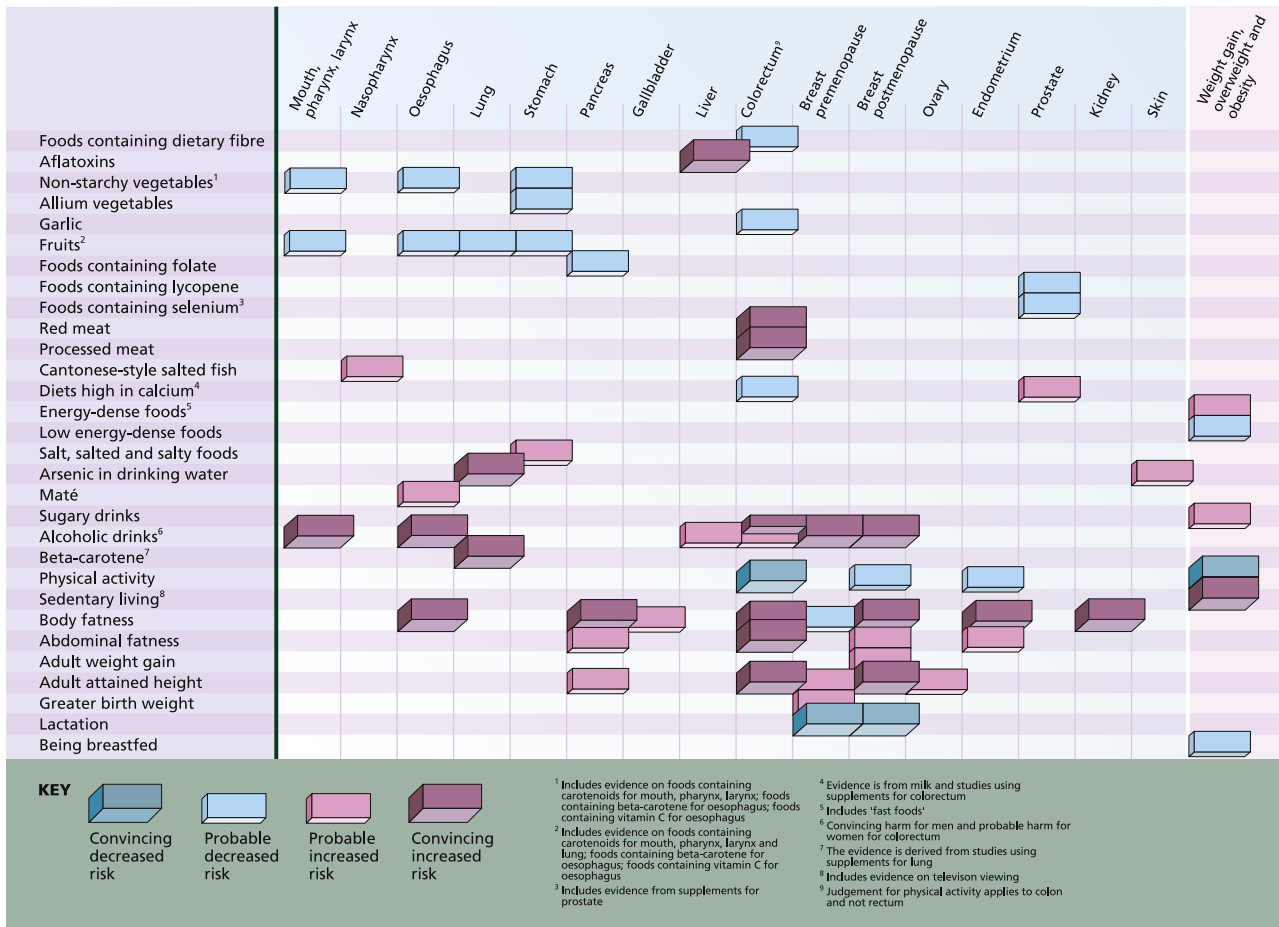 Mouth,
pharynx, larynx
Nasopharynx
Oesophagus
Lung
Stomach
Pancreas
Gallbladder
Liver
Colorectum⁹
Breast
premenopause
Breast
postmenopause
Ovary
Endometrium
Prostate
Kidney
Skin
Weight gain,
overweight and
obesity
Foods containing dietary fibre
Aflatoxins
Non-starchy vegetables¹
Allium vegetables
Garlic
Fruits²
Foods containing folate
Foods containing lycopene
Foods containing selenium³
Red meat
Processed meat
Cantonese-style salted fish
Diets high in calcium⁴
Energy-dense foods⁵
Low energy-dense foods
Salt, salted and salty foods
Arsenic in drinking water
Maté
Sugary drinks
Alcoholic drinks⁶
Beta-carotene⁷
Physical activity
Sedentary living⁸
Body fatness
Abdominal fatness
Adult weight gain
Adult attained height
Greater birth weight
Lactation
Being breastfed
KEY
Convincing
decreased
risk
Probable
decreased
risk
Probable
increased
risk
Convincing
increased
risk
¹ Includes evidence on foods containing
carotenoids for mouth, pharynx, larynx; foods
containing beta-carotene for oesophagus; foods
containing vitamin C for oesophagus
² Includes evidence on foods containing
carotenoids for mouth, pharynx, larynx and
lung; foods containing beta-carotene for
oesophagus; foods containing vitamin C for
oesophagus
³ Includes evidence from supplements for
prostate
⁴ Evidence is from milk and studies using
supplements for colorectum
⁵ Includes 'fast foods'
⁶ Convincing harm for men and probable harm for
women for colorectum
⁷ The evidence is derived from studies using
supplements for lung
⁸ Includes evidence on televison viewing
⁹ Judgement for physical activity applies to colon
and not rectum